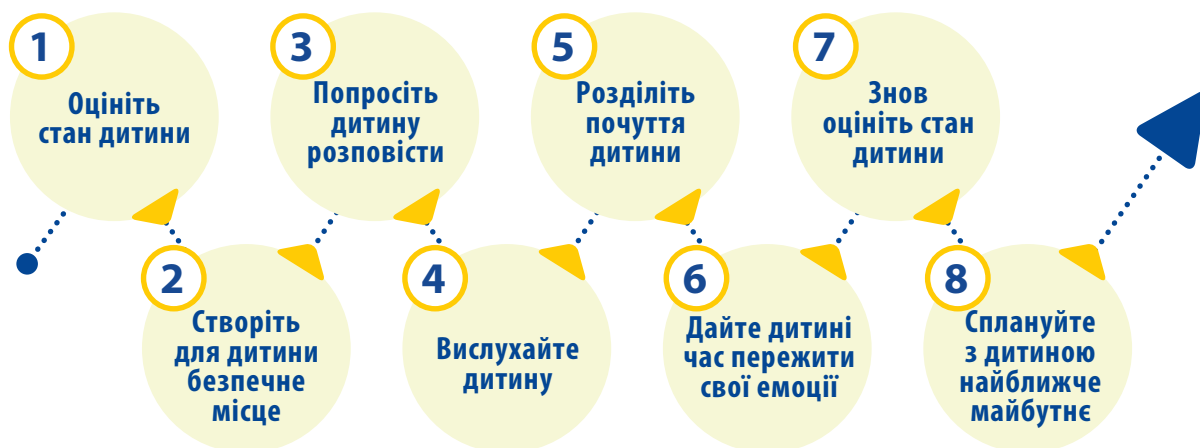 1
Оцініть
стан дитини
2
Створіть
для дитини
безпечне
місце
3
Попросіть
дитину
розповісти
4
Вислухайте
дитину
5
Розділіть
почуття
дитини
6
Дайте дитині
час пережити
свої емоції
7
Знов
оцініть стан
дитини
8
Сплануйте
з дитиною
найближче
майбутнє